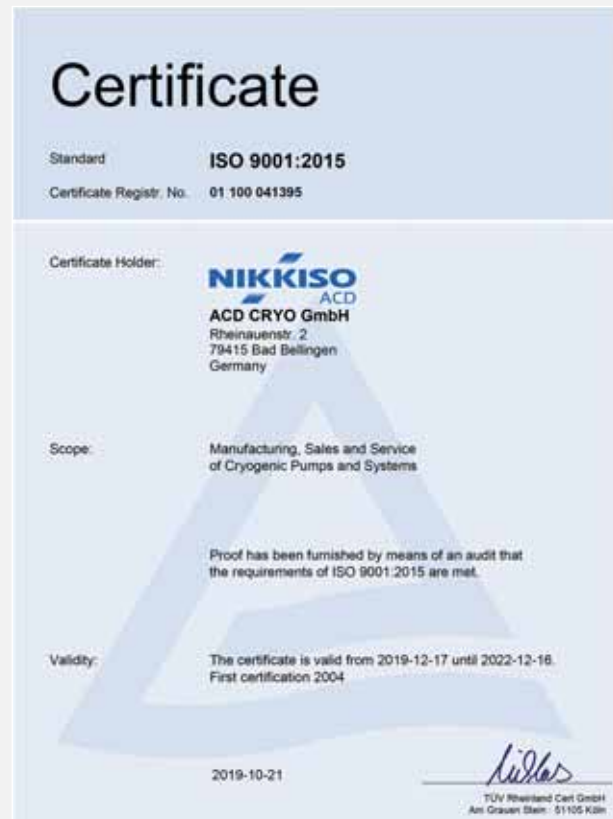 Certificate
Standard ISO 9001:2015
Certificate Registr. No. 01 100 041395
Certificate Holder:
NIKKISO
ACD
ACD CRYO GmbH
Rheinauenstr. 2
79415 Bad Bellingen
Germany
Scope: Manufacturing, Sales and Service
of Cryogenic Pumps and Systems
Proof has been furnished by means of an audit that
the requirements of ISO 9001:2015 are met.
Validity: The certificate is valid from 2019-12-17 until 2022-12-16.
First certification 2004
2019-10-21
TÜV Rheinland Cert GmbH
Am Grauen Stein · 51105 Köln